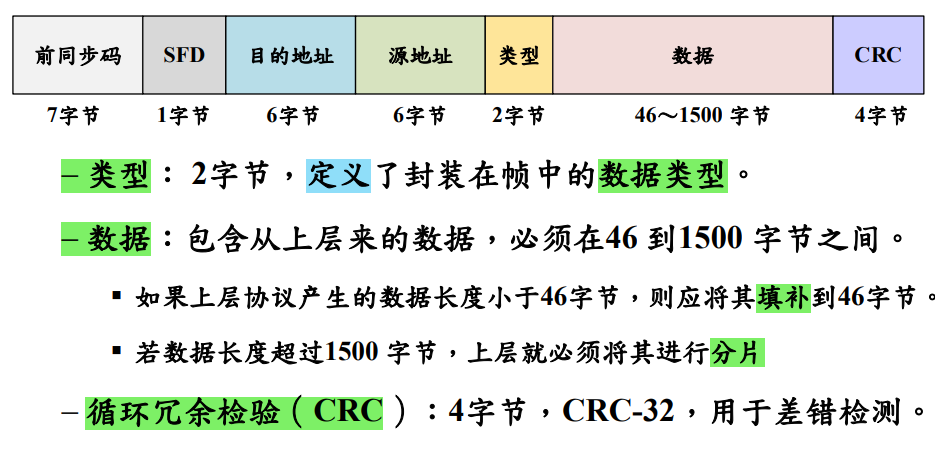 前同步码 SFD 目的地址 源地址 类型 数据 CRC
7字节 1字节 6字节 6字节 2字节 46～1500 字节 4字节
– 类型：2字节，定义了封装在帧中的数据类型。
– 数据：包含从上层来的数据，必须在46 到1500 字节之间。
▪ 如果上层协议产生的数据长度小于46字节，则应将其填补到46字节。
▪ 若数据长度超过1500 字节，上层就必须将其进行分片
– 循环冗余检验（CRC）：4字节，CRC-32，用于差错检测。